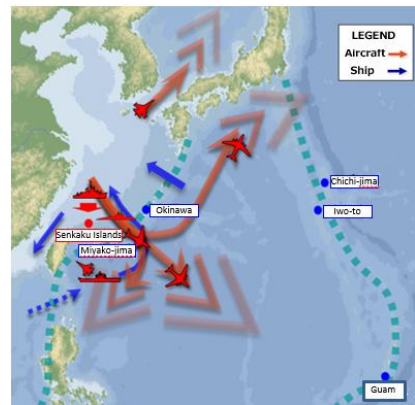 LEGEND
Aircraft
Ship
Chichi-jima
Okinawa
Iwo-to
Senkaku Islands
Miyako-jima
Guam